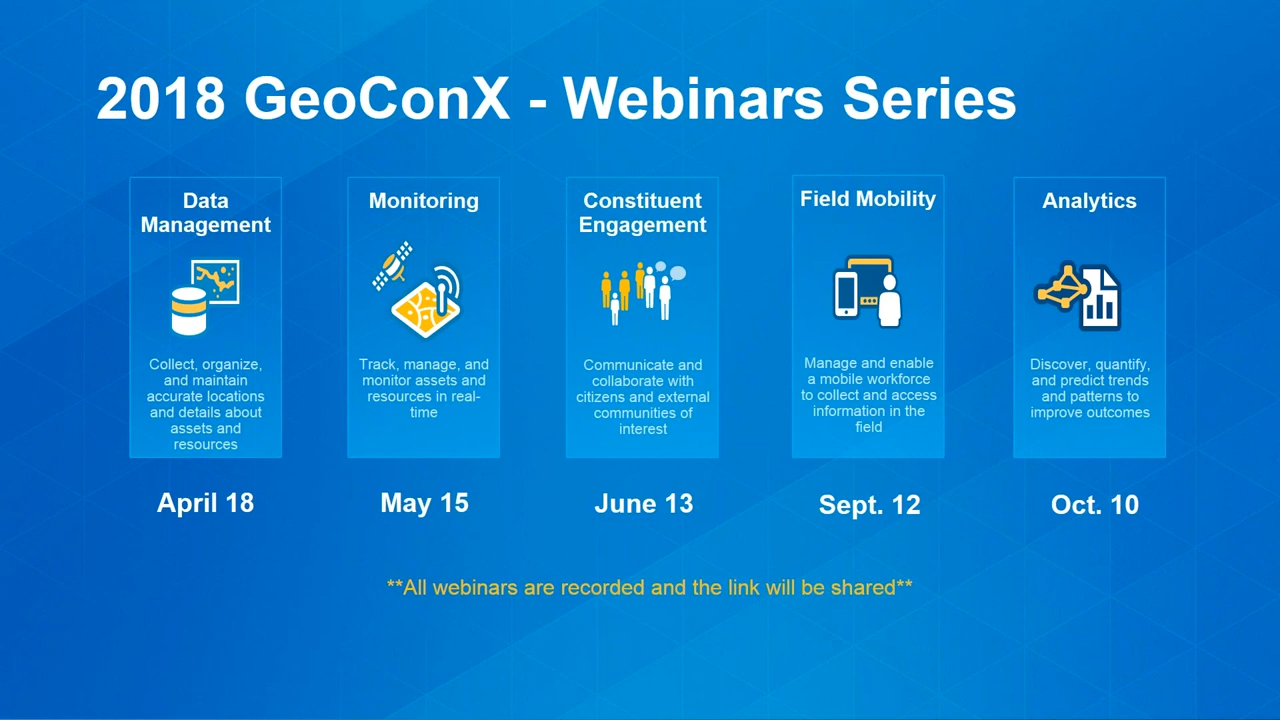 2018 GeoConX - Webinars Series
Data
Management
Collect, organize,
and maintain
accurate locations
and details about
assets and
resources
April 18
Monitoring
Track, manage, and
monitor assets and
resources in real-
time
May 15
Constituent
Engagement
Communicate and
collaborate with
citizens and external
communities of
interest
June 13
Field Mobility
Manage and enable
a mobile workforce
to collect and access
information in the
field
Sept. 12
Analytics
Discover, quantify,
and predict trends
and patterns to
improve outcomes
Oct. 10
**All webinars are recorded and the link will be shared**